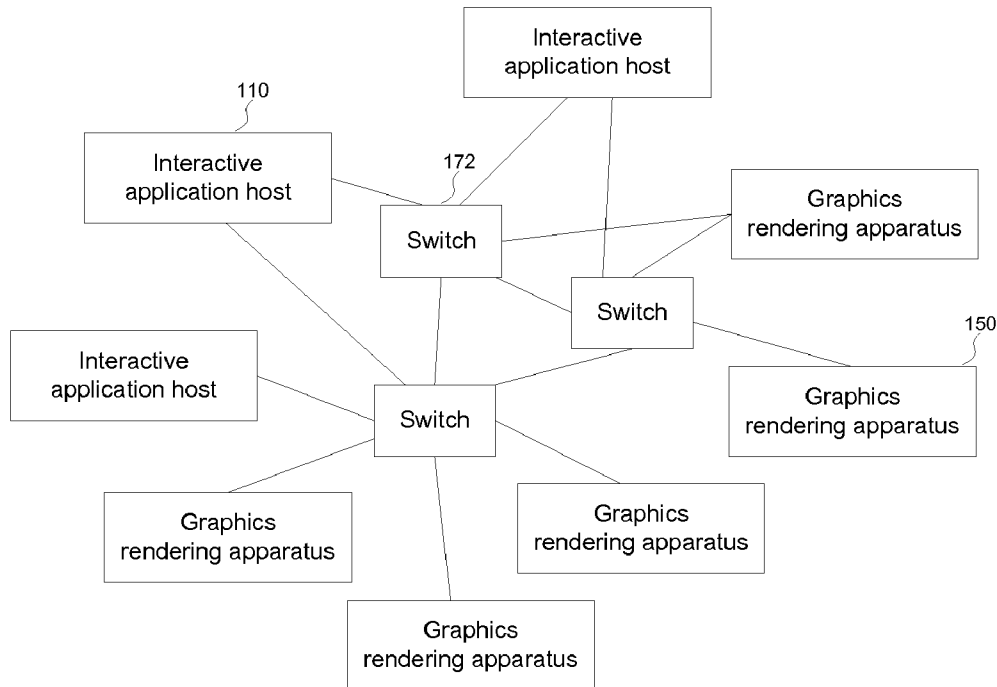 Interactive
application host
110
Interactive
application host
172
Switch
Graphics
rendering apparatus
Switch
150
Interactive
application host
Graphics
rendering apparatus
Switch
Graphics
rendering apparatus
Graphics
rendering apparatus
Graphics
rendering apparatus